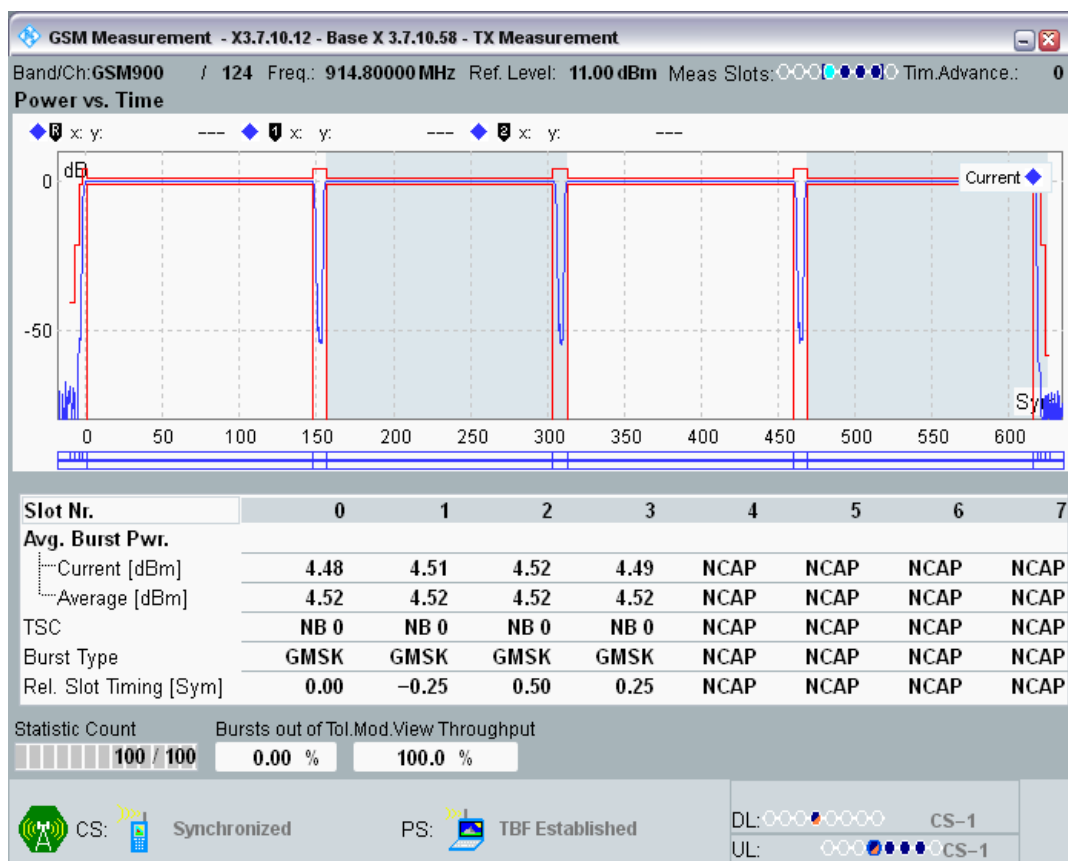 GSM Measurement - X3.7.10.12 - Base X 3.7.10.58 - TX Measurement
Band/Ch:GSM900 / 124 Freq.: 914.80000 MHz Ref. Level: 11.00 dBm Meas Slots: Tim.Advance.: 0
Power vs. Time
R x: y: --- 1 x: y: --- 2 x: y: ---
dB
Current
0
-50
Sym
0 50 100 150 200 250 300 350 400 450 500 550 600
Slot Nr. 0 1 2 3 4 5 6 7
Avg. Burst Pwr.
Current [dBm] 4.48 4.51 4.52 4.49 NCAP NCAP NCAP NCAP
Average [dBm] 4.52 4.52 4.52 4.52 NCAP NCAP NCAP NCAP
TSC NB 0 NB 0 NB 0 NB 0 NCAP NCAP NCAP NCAP
Burst Type GMSK GMSK GMSK GMSK NCAP NCAP NCAP NCAP
Rel. Slot Timing [Sym] 0.00 −0.25 0.50 0.25 NCAP NCAP NCAP NCAP
Statistic Count Bursts out of Tol.Mod.View Throughput
100 / 100 0.00 % 100.0 %
CS: Synchronized PS: TBF Established
DL: CS−1
UL: CS−1